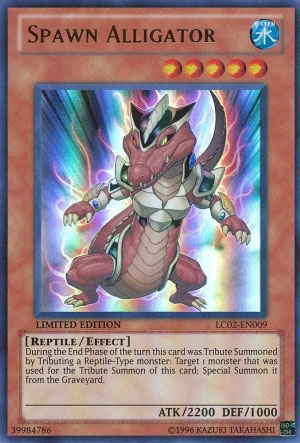 SPAWN ALLIGATOR
WATER
水
LIMITED EDITION
LC02-EN009
[REPTILE / EFFECT]
During the End Phase of the turn this card was Tribute Summoned
by Tributing a Reptile-Type monster: Target 1 monster that was
used for the Tribute Summon of this card; Special Summon it
from the Graveyard.
ATK/2200 DEF/1000
39984786
©1996 KAZUKI TAKAHASHI